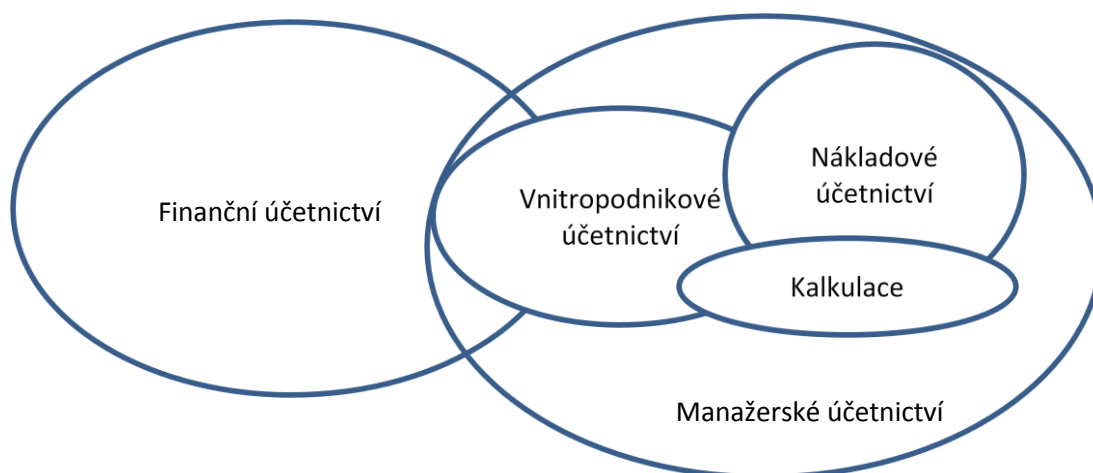 Finanční účetnictví
Vnitropodnikové
účetnictví
Nákladové
účetnictví
Kalkulace
Manažerské účetnictví